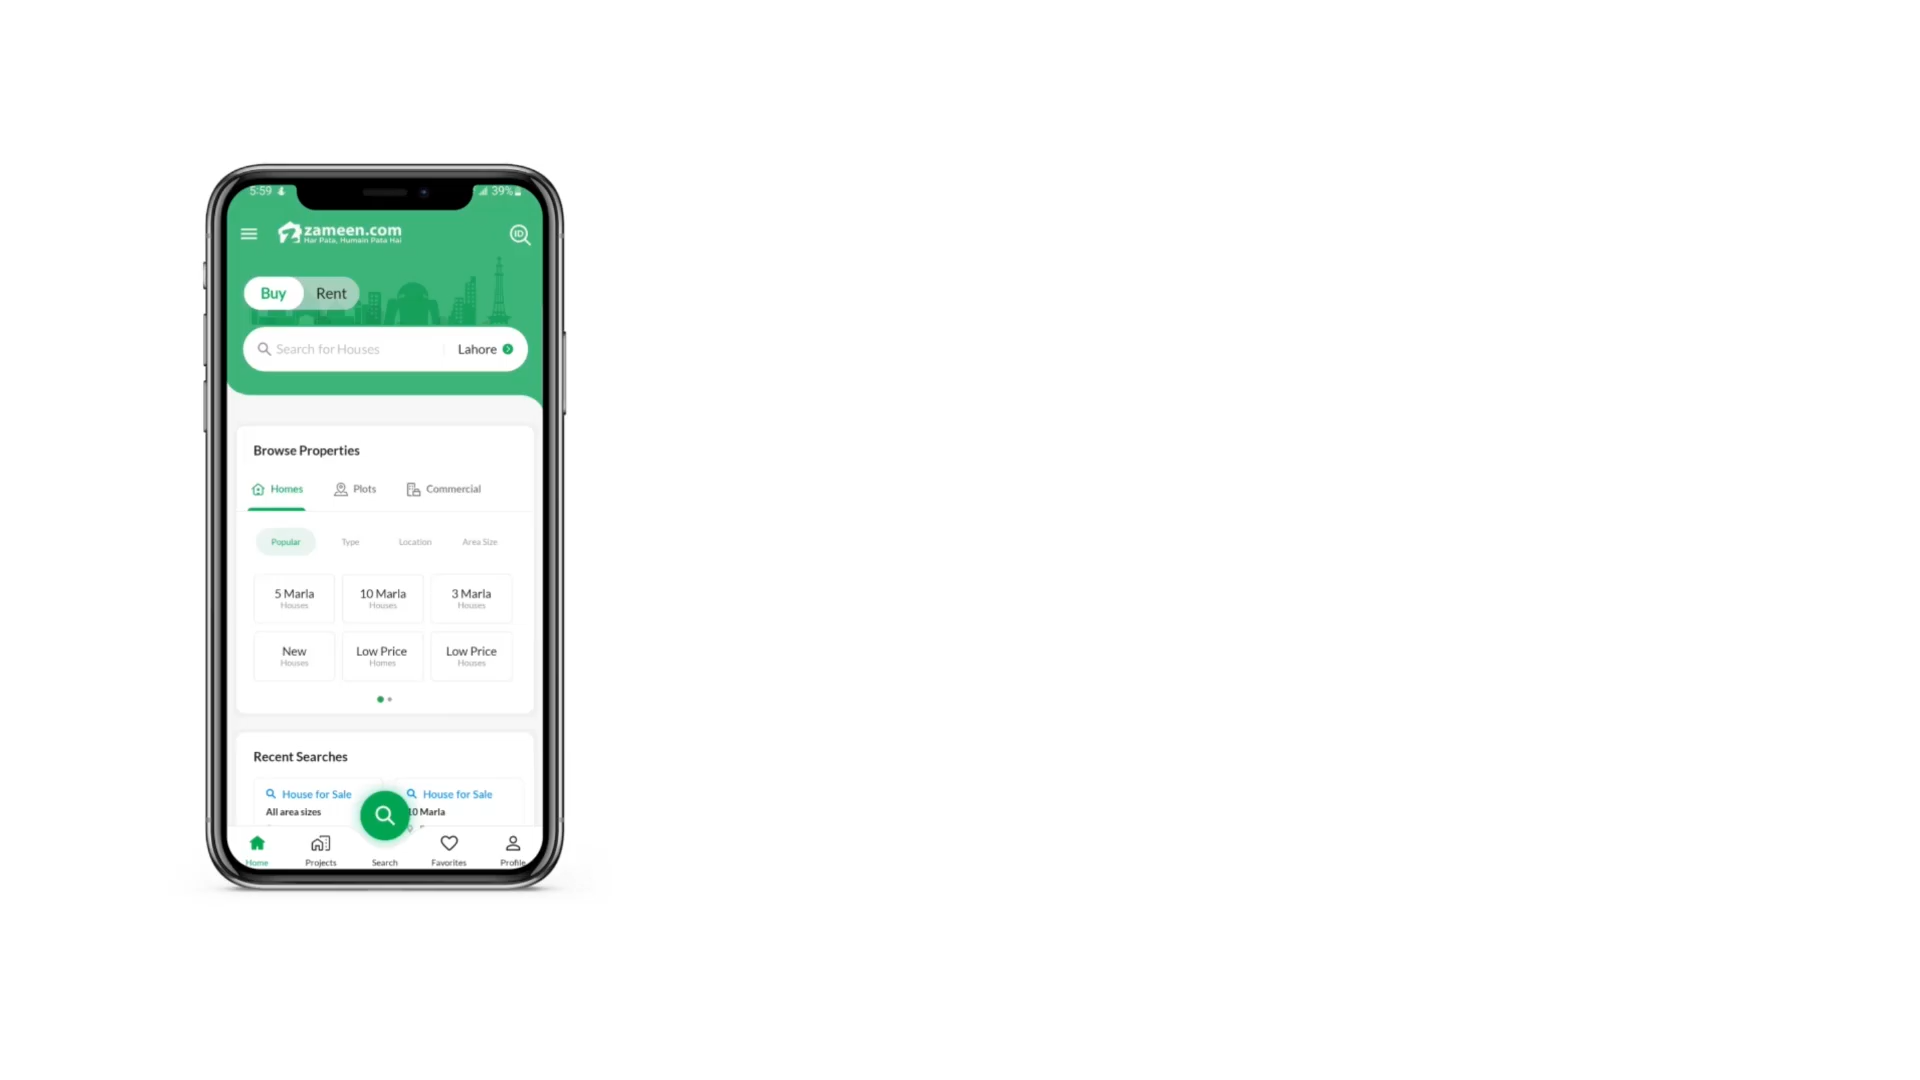 5:59
39%
zameen.com
Har Pata, Humain Pata Hai
ID
Buy Rent
Search for Houses Lahore
Browse Properties
Homes Plots Commercial
Popular Type Location Area Size
5 Marla 10 Marla 3 Marla
Houses Houses Houses
New Low Price Low Price
Houses Homes Houses
Recent Searches
House for Sale House for Sale
All area sizes 10 Marla
Home Projects Search Favorites Profile